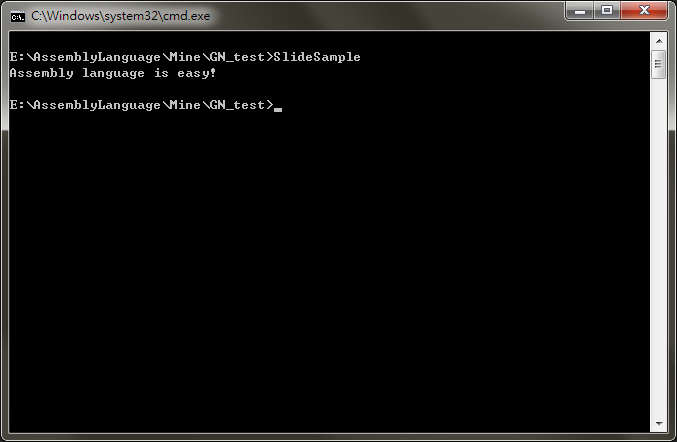 C:\Windows\system32\cmd.exe
E:\AssemblyLanguage\Mine\GN_test>SlideSample
Assembly language is easy!
E:\AssemblyLanguage\Mine\GN_test>_